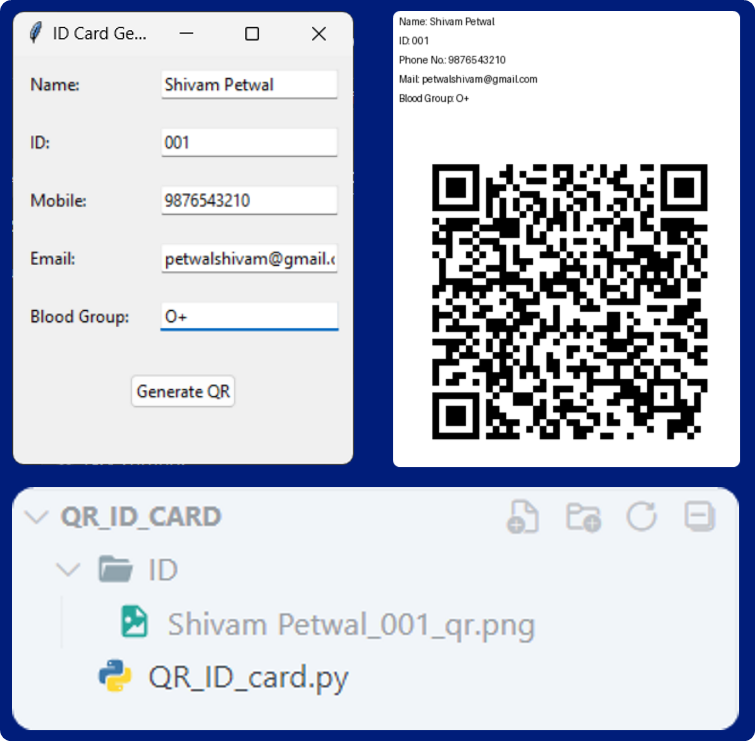 ID Card Ge...
Name: Shivam Petwal
ID: 001
Mobile: 9876543210
Email: petwalshivam@gmail.c
Blood Group: O+
Generate QR
Name: Shivam Petwal
ID: 001
Phone No.: 9876543210
Mail: petwalshivam@gmail.com
Blood Group: O+
QR_ID_CARD
ID
Shivam Petwal_001_qr.png
QR_ID_card.py